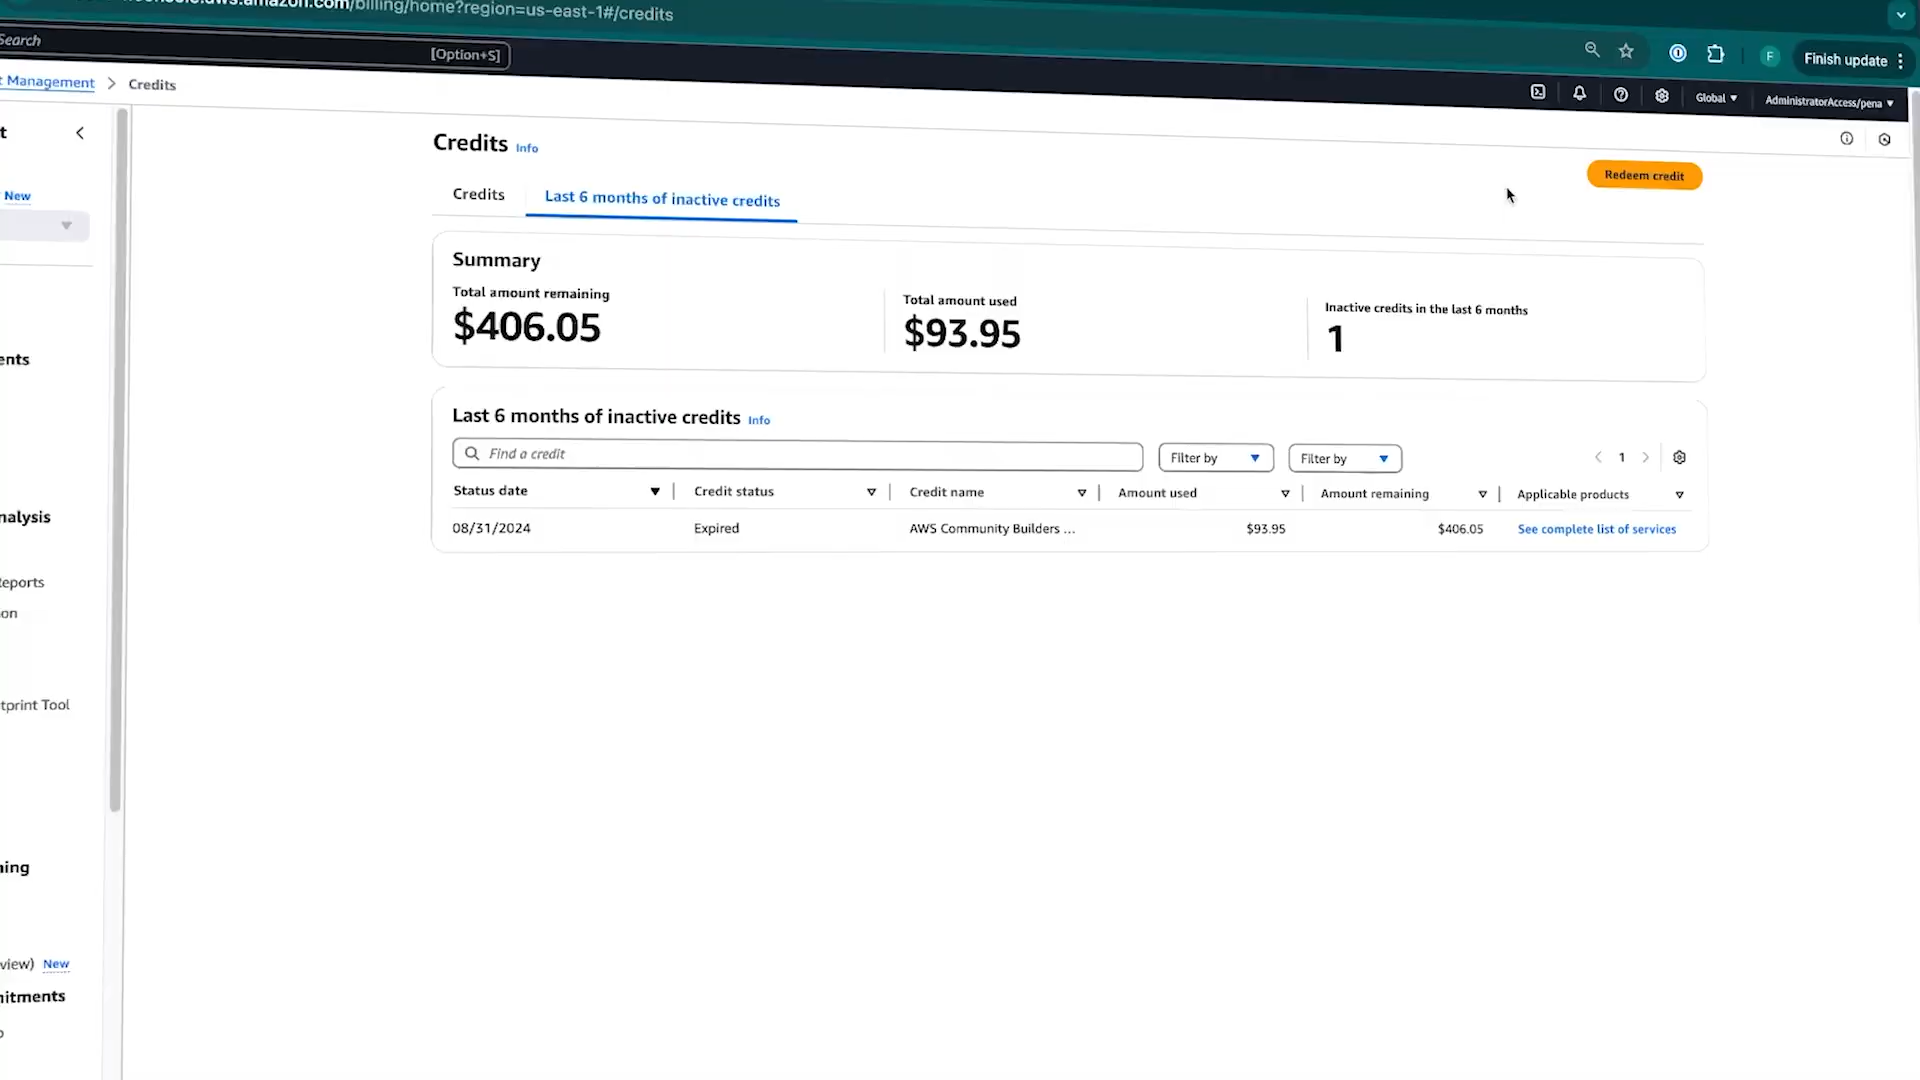 console.aws.amazon.com/billing/home?region=us-east-1#/credits
Search
[Option+S]
F
Finish update
t Management > Credits
Global
AdministratorAccess/pena
t
New
ents
nalysis
Reports
on
tprint Tool
ning
view) New
mitments
Credits Info
Redeem credit
Credits
Last 6 months of inactive credits
Summary
Total amount remaining
$406.05
Total amount used
$93.95
Inactive credits in the last 6 months
1
Last 6 months of inactive credits Info
Find a credit
Filter by
Filter by
1
Status date Credit status Credit name Amount used Amount remaining Applicable products
08/31/2024 Expired AWS Community Builders ... $93.95 $406.05 See complete list of services